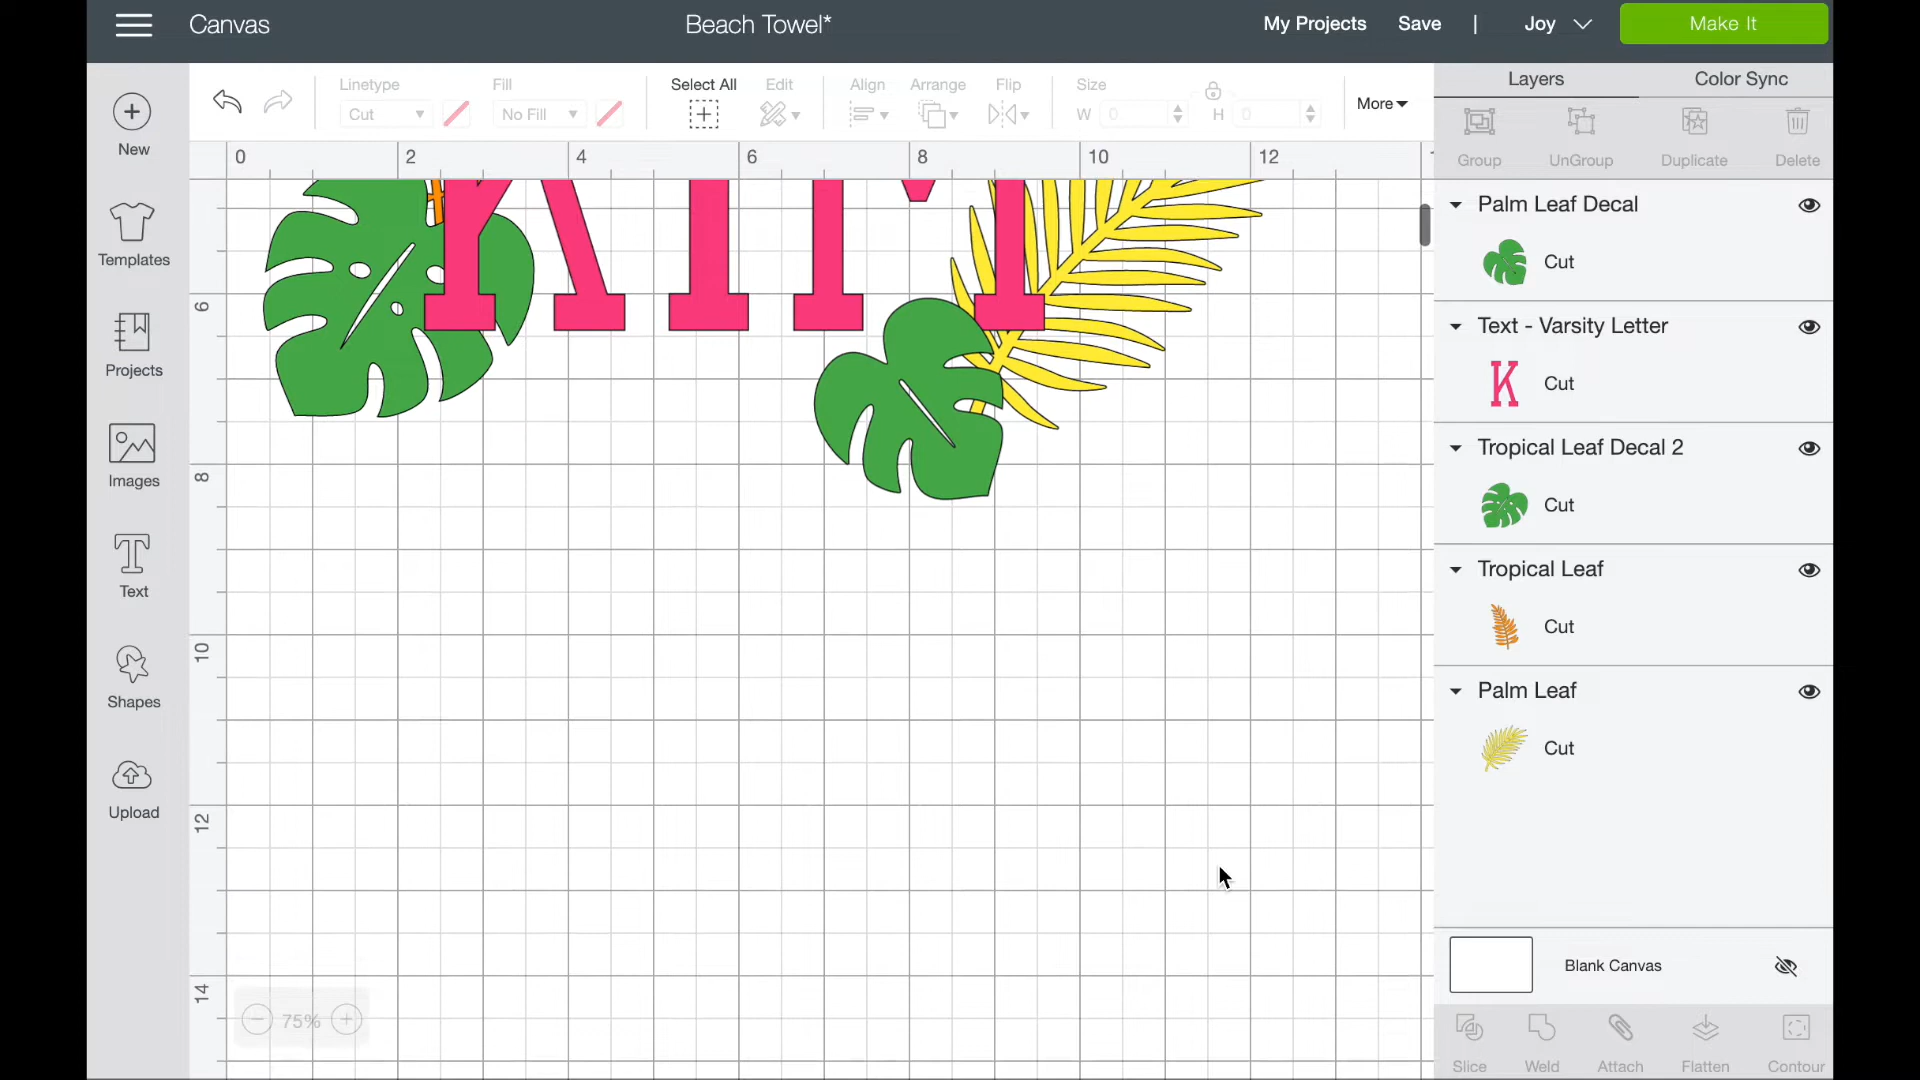 Canvas
Beach Towel*
My Projects Save | Joy
Make It
Linetype
Fill
Select All
Edit
Align
Arrange
Flip
Size
Cut
No Fill
W 0
H 0
More
New
Templates
Projects
Images
Text
Shapes
Upload
0 2 4 6 8 10 12
6
8
10
12
14
75%
Layers
Color Sync
Group
UnGroup
Duplicate
Delete
Palm Leaf Decal
Cut
Text - Varsity Letter
K
Cut
Tropical Leaf Decal 2
Cut
Tropical Leaf
Cut
Palm Leaf
Cut
Blank Canvas
Slice
Weld
Attach
Flatten
Contour